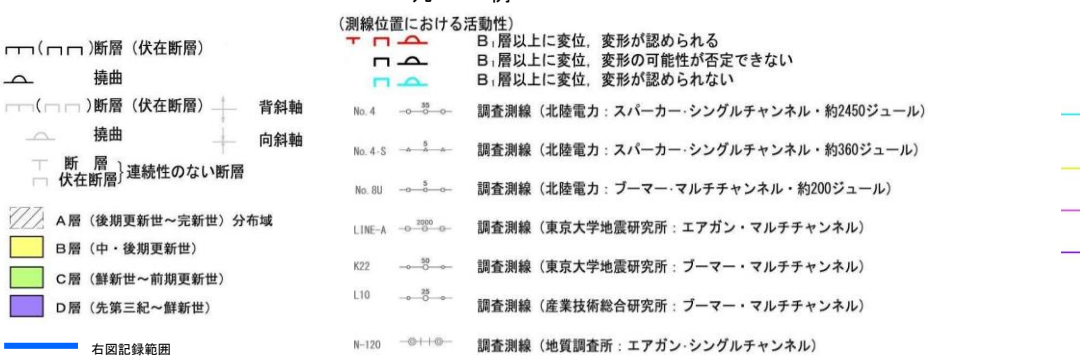 (測線位置における活動性)
断層（伏在断層）
撓曲
断層（伏在断層）
背斜軸
撓曲
向斜軸
断　層
伏在断層
連続性のない断層
A層（後期更新世～完新世）分布域
B層（中・後期更新世）
C層（鮮新世～前期更新世）
D層（先第三紀～鮮新世）
右図記録範囲
B₁層以上に変位，変形が認められる
B₁層以上に変位，変形の可能性が否定できない
B₁層以上に変位，変形が認められない
No. 4 35 調査測線（北陸電力：スパーカー・シングルチャンネル・約2450ジュール）
No. 4-S 5 調査測線（北陸電力：スパーカー・シングルチャンネル・約360ジュール）
No. 8U 5 調査測線（北陸電力：ブーマー・マルチチャンネル・約200ジュール）
LINE-A 2000 調査測線（東京大学地震研究所：エアガン・マルチチャンネル）
K22 50 調査測線（東京大学地震研究所：ブーマー・マルチチャンネル）
L10 25 調査測線（産業技術総合研究所：ブーマー・マルチチャンネル）
N-120 調査測線（地質調査所：エアガン・シングルチャンネル）